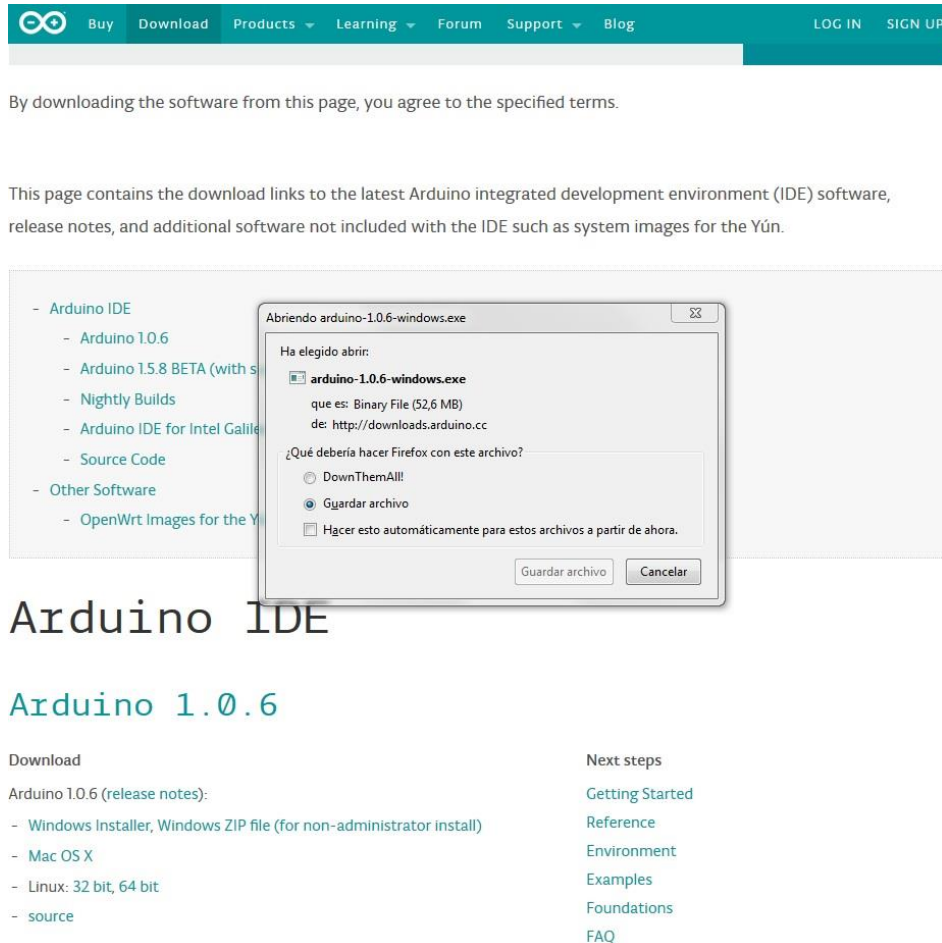 Buy Download Products Learning Forum Support Blog LOG IN SIGN UP
By downloading the software from this page, you agree to the specified terms.
This page contains the download links to the latest Arduino integrated development environment (IDE) software,
release notes, and additional software not included with the IDE such as system images for the Yún.
- Arduino IDE
- Arduino 1.0.6
- Arduino 1.5.8 BETA (with s
- Nightly Builds
- Arduino IDE for Intel Galile
- Source Code
- Other Software
- OpenWrt Images for the Y
Abriendo arduino-1.0.6-windows.exe
Ha elegido abrir:
arduino-1.0.6-windows.exe
que es: Binary File (52,6 MB)
de: http://downloads.arduino.cc
¿Qué debería hacer Firefox con este archivo?
DownThemAll!
Guardar archivo
Hacer esto automáticamente para estos archivos a partir de ahora.
Guardar archivo Cancelar
Arduino IDE
Arduino 1.0.6
Download
Arduino 1.0.6 (release notes):
- Windows Installer, Windows ZIP file (for non-administrator install)
- Mac OS X
- Linux: 32 bit, 64 bit
- source
Next steps
Getting Started
Reference
Environment
Examples
Foundations
FAQ